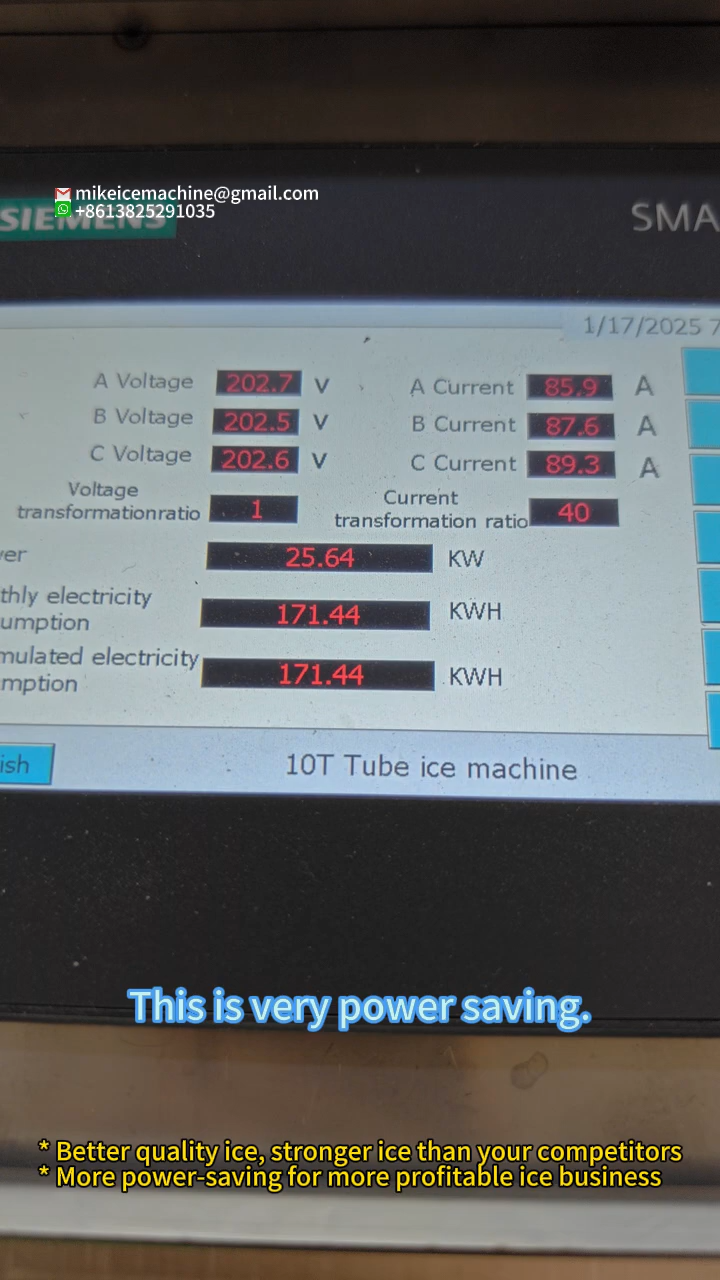 mikeicemachine@gmail.com
+8613825291035
SIEMENS
SMA
1/17/2025 7
A Voltage 202.7 V A Current 85.9 A
B Voltage 202.5 V B Current 87.6 A
C Voltage 202.6 V C Current 89.3 A
Voltage
transformationratio 1
Current
transformation ratio 40
er 25.64 KW
thly electricity
umption 171.44 KWH
mulated electricity
mption 171.44 KWH
ish
10T Tube ice machine
This is very power saving.
* Better quality ice, stronger ice than your competitors
* More power-saving for more profitable ice business